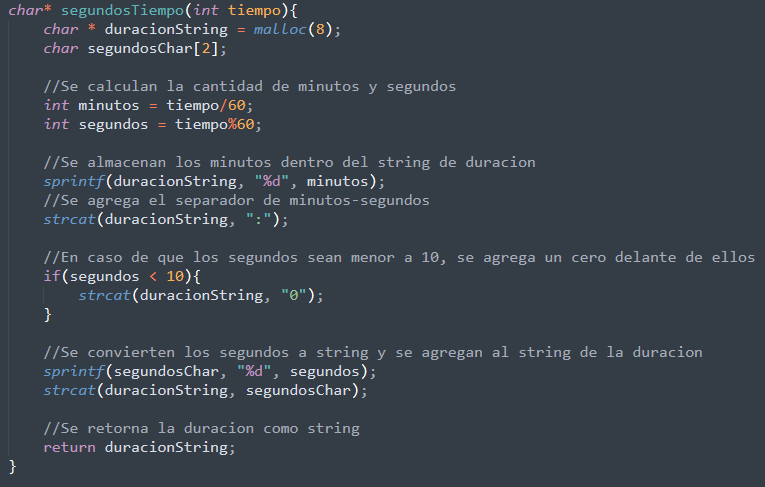 char* segundosTiempo(int tiempo){
    char * duracionString = malloc(8);
    char segundosChar[2];

    //Se calculan la cantidad de minutos y segundos
    int minutos = tiempo/60;
    int segundos = tiempo%60;

    //Se almacenan los minutos dentro del string de duracion
    sprintf(duracionString, "%d", minutos);
    //Se agrega el separador de minutos-segundos
    strcat(duracionString, ":");

    //En caso de que los segundos sean menor a 10, se agrega un cero delante de ellos
    if(segundos < 10){
        strcat(duracionString, "0");
    }

    //Se convierten los segundos a string y se agregan al string de la duracion
    sprintf(segundosChar, "%d", segundos);
    strcat(duracionString, segundosChar);

    //Se retorna la duracion como string
    return duracionString;
}